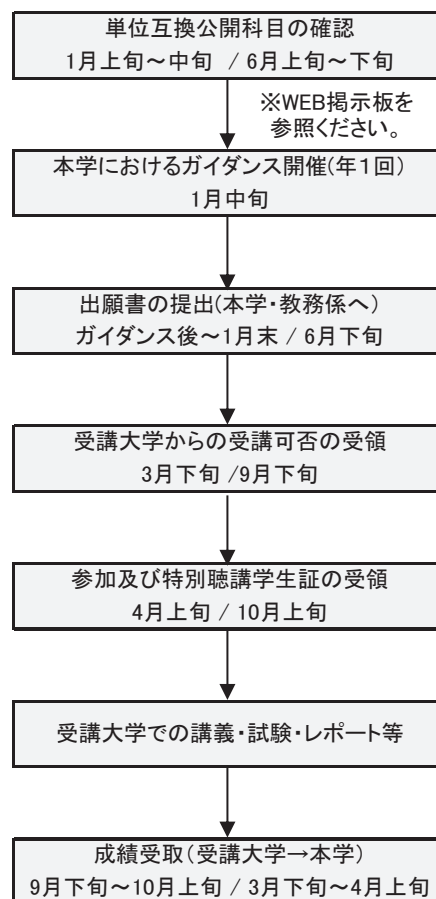 単位互換公開科目の確認
1月上旬～中旬 / 6月上旬～下旬
※WEB掲示板を
参照ください。
本学におけるガイダンス開催(年１回)
1月中旬
出願書の提出(本学・教務係へ)
ガイダンス後～1月末 / 6月下旬
受講大学からの受講可否の受領
3月下旬 /9月下旬
参加及び特別聴講学生証の受領
4月上旬 / 10月上旬
受講大学での講義・試験・レポート等
成績受取(受講大学→本学)
9月下旬～10月上旬 / 3月下旬～4月上旬